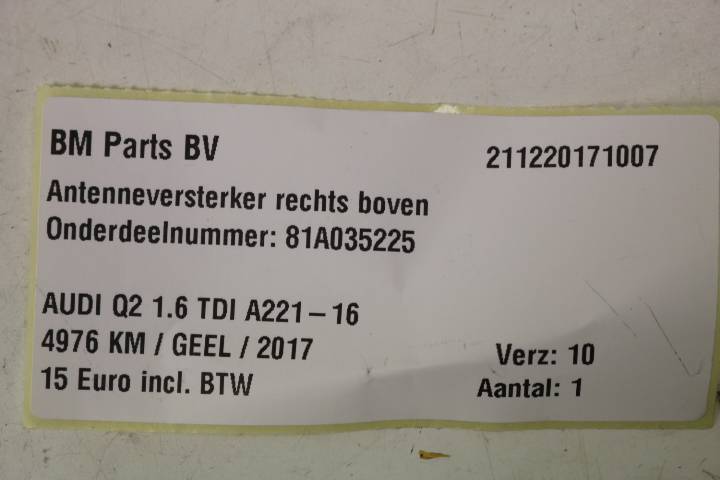 BM Parts BV
211220171007
Antenneversterker rechts boven
Onderdeelnummer: 81A035225
AUDI Q2 1.6 TDI A221-16
4976 KM / GEEL / 2017
Verz: 10
15 Euro incl. BTW
Aantal: 1